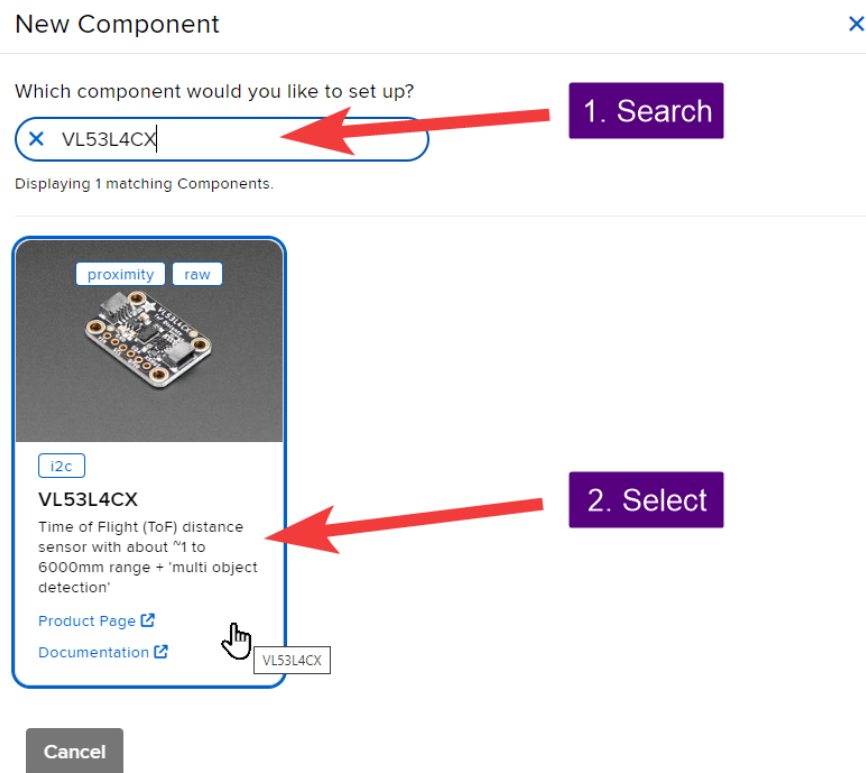 New Component
Which component would you like to set up?
1. Search
VL53L4CX
Displaying 1 matching Components.
proximity raw
VL53L4CX
i2c
VL53L4CX
Time of Flight (ToF) distance
sensor with about ~1 to
6000mm range + 'multi object
detection'
2. Select
Product Page
Documentation
VL53L4CX
Cancel